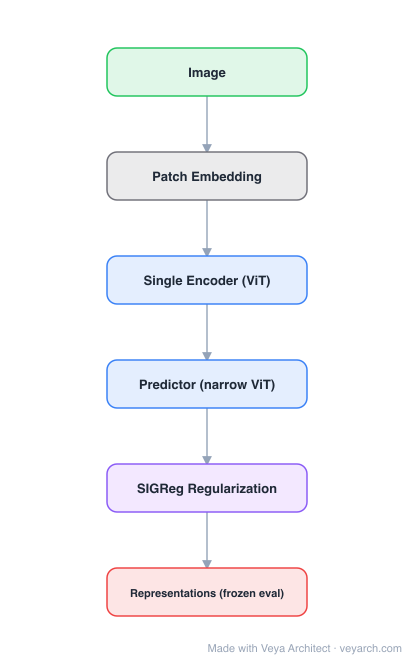 Image
Patch Embedding
Single Encoder (ViT)
Predictor (narrow ViT)
SIGReg Regularization
Representations (frozen eval)
Made with Veya Architect · veyarch.com